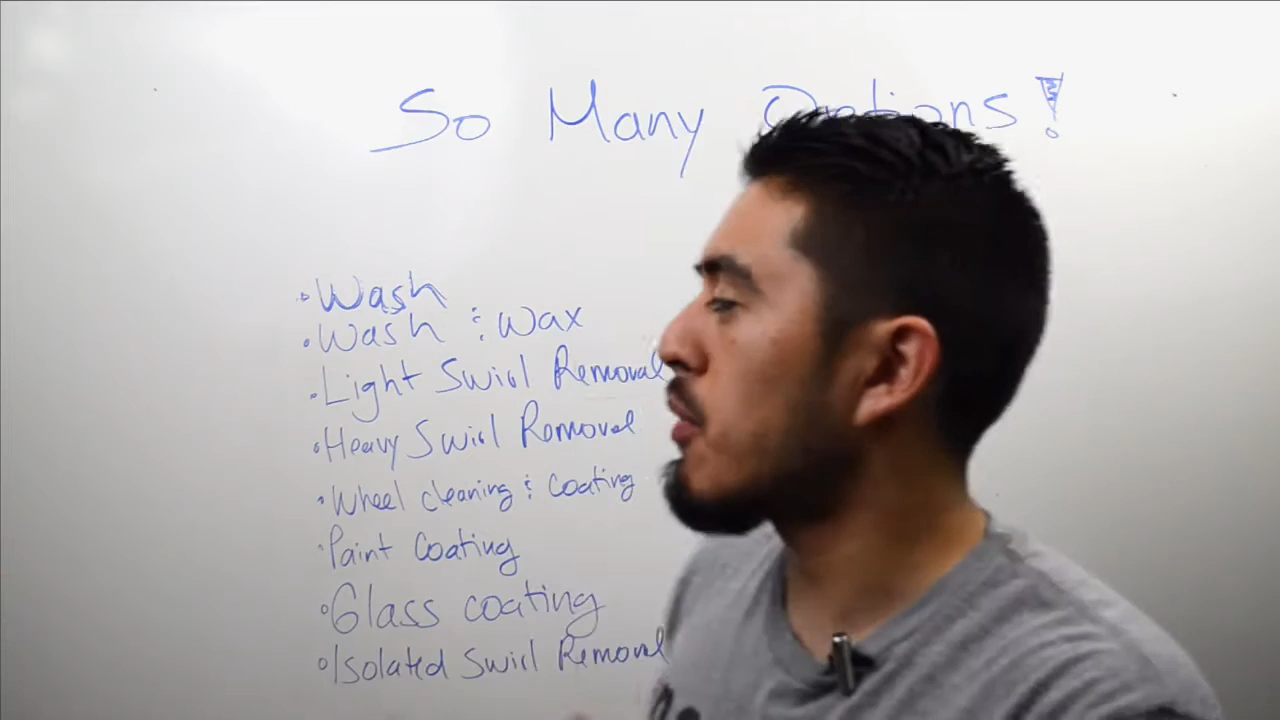 So Many Options!
• Wash
• Wash & Wax
• Light Swirl Removal
• Heavy Swirl Removal
• Wheel cleaning & coating
• Paint Coating
• Glass coating
• Isolated Swirl Removal